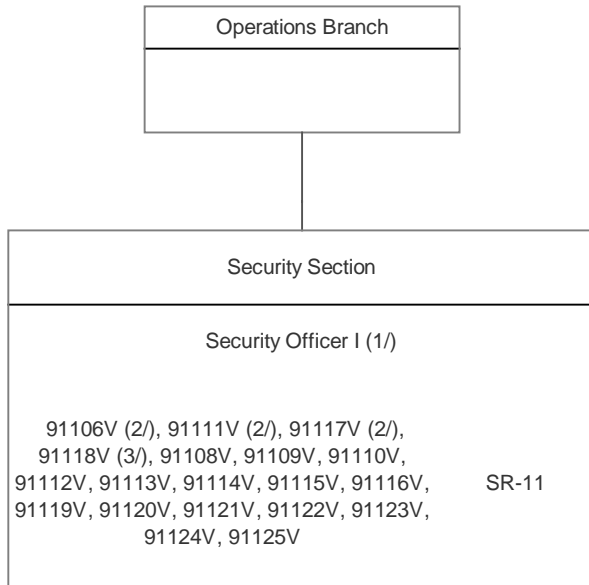 Operations Branch
Security Section
Security Officer I (1/)
91106V (2/), 91111V (2/), 91117V (2/),
91118V (3/), 91108V, 91109V, 91110V,
91112V, 91113V, 91114V, 91115V, 91116V, SR-11
91119V, 91120V, 91121V, 91122V, 91123V,
91124V, 91125V